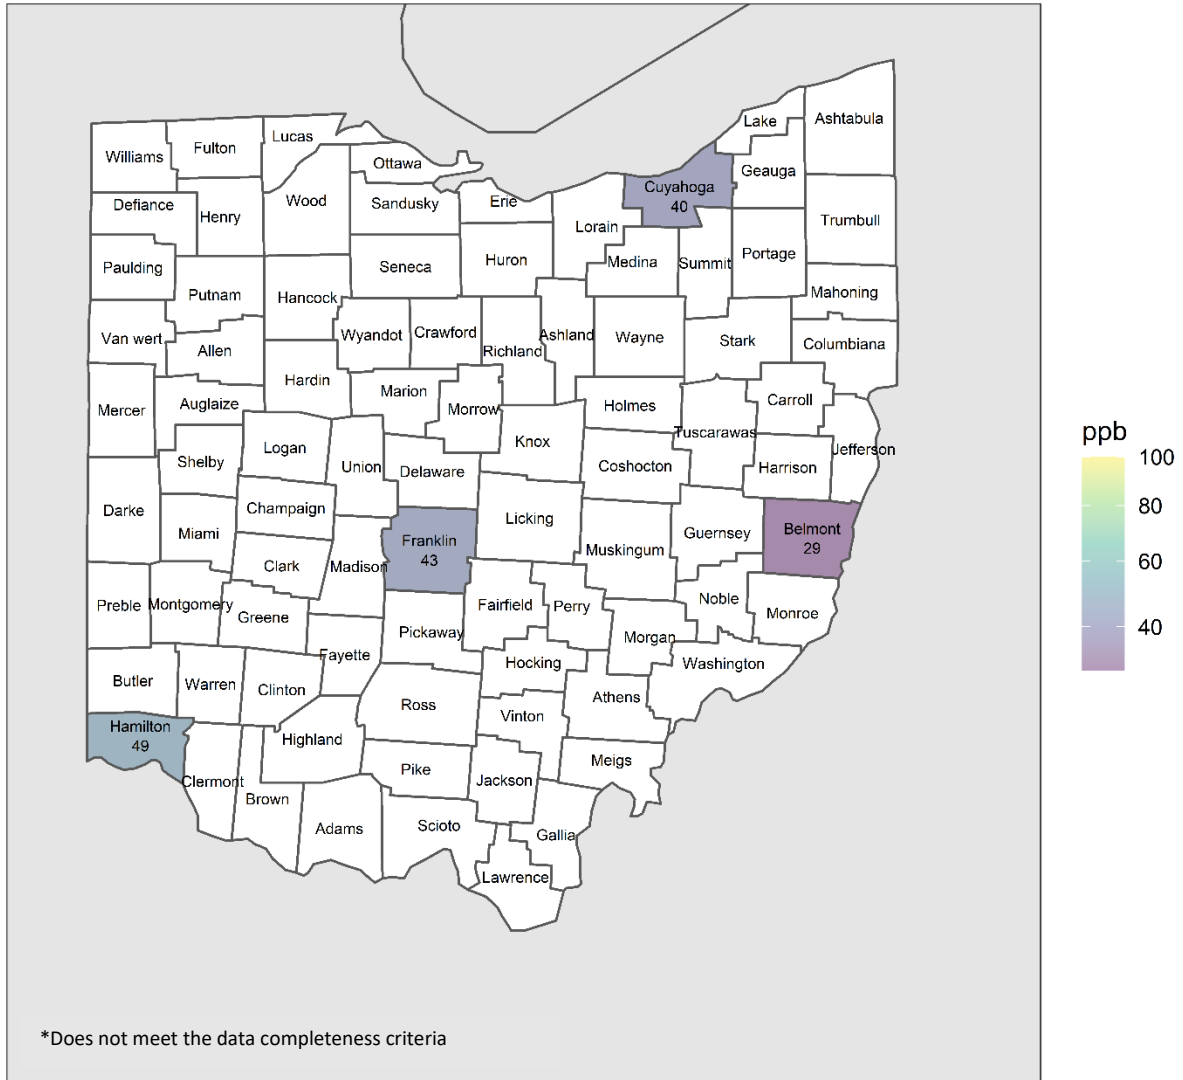 Lake
Ashtabula
Williams
Fulton
Lucas
Ottawa
Geauga
Cuyahoga
40
Defiance
Henry
Wood
Sandusky
Erie
Lorain
Trumbull
Paulding
Putnam
Hancock
Seneca
Huron
Medina
Summit
Portage
Mahoning
Van wert
Allen
Wyandot
Crawford
Richland
Ashland
Wayne
Stark
Columbiana
Mercer
Auglaize
Hardin
Marion
Morrow
Holmes
Carroll
Tuscarawas
Jefferson
Shelby
Logan
Union
Delaware
Knox
Coshocton
Harrison
Darke
Miami
Champaign
Licking
Muskingum
Guernsey
Belmont
29
Franklin
43
Clark
Madison
Preble
Montgomery
Greene
Fayette
Pickaway
Fairfield
Perry
Morgan
Noble
Monroe
Washington
Butler
Warren
Clinton
Ross
Hocking
Vinton
Athens
Hamilton
49
Clermont
Brown
Highland
Pike
Jackson
Meigs
Adams
Scioto
Gallia
Lawrence
ppb
100
80
60
40
*Does not meet the data completeness criteria